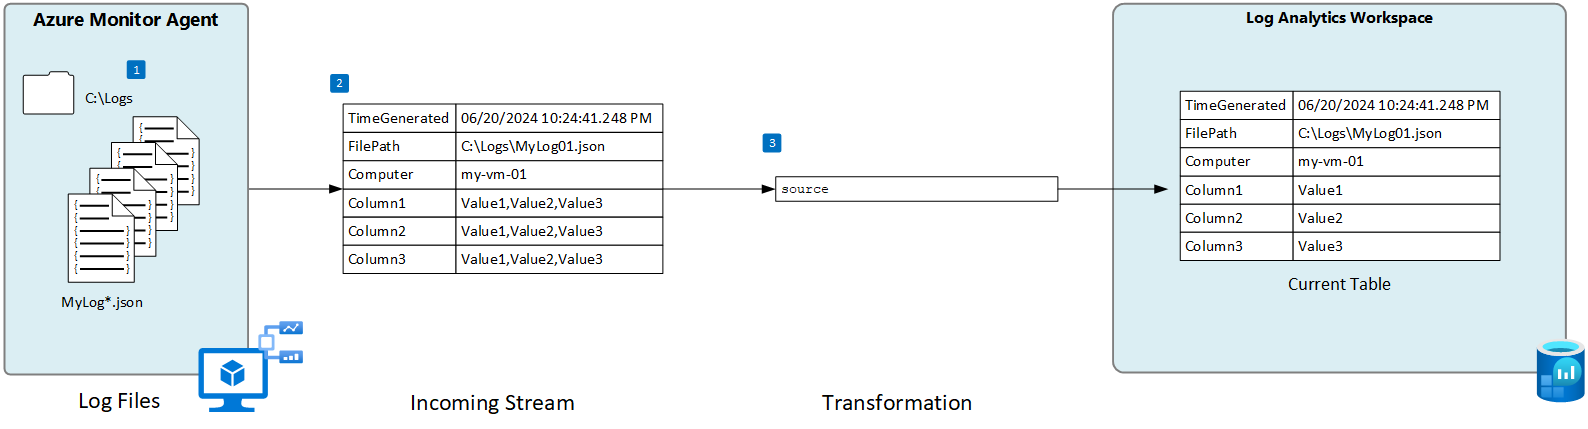 Azure Monitor Agent
1
C:\Logs
MyLog*.json
Log Files
2
TimeGenerated 06/20/2024 10:24:41.248 PM
FilePath C:\Logs\MyLog01.json
Computer my-vm-01
Column1 Value1,Value2,Value3
Column2 Value1,Value2,Value3
Column3 Value1,Value2,Value3
Incoming Stream
3
source
Transformation
Log Analytics Workspace
TimeGenerated 06/20/2024 10:24:41.248 PM
FilePath C:\Logs\MyLog01.json
Computer my-vm-01
Column1 Value1
Column2 Value2
Column3 Value3
Current Table